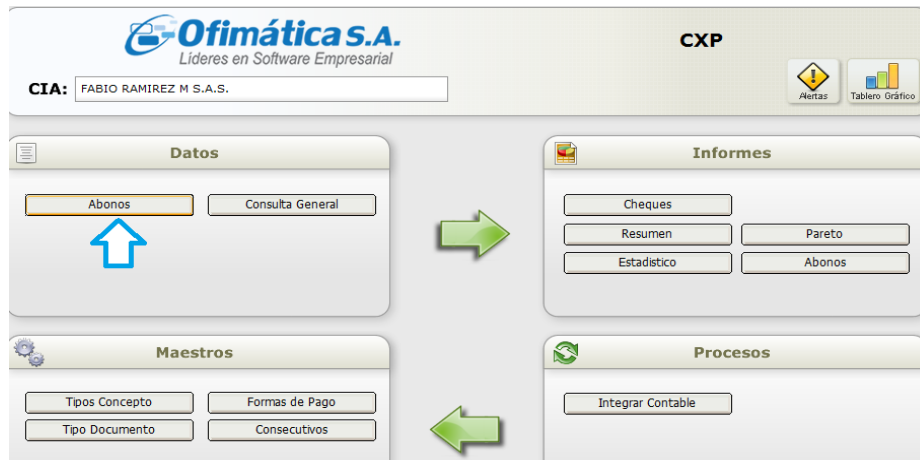 Ofimática S.A.
Líderes en Software Empresarial
CXP
CIA: FABIO RAMIREZ M S.A.S.
Alertas
Tablero Gráfico
Datos
Abonos
Consulta General
Informes
Cheques
Resumen
Pareto
Estadistico
Abonos
Maestros
Tipos Concepto
Formas de Pago
Tipo Documento
Consecutivos
Procesos
Integrar Contable